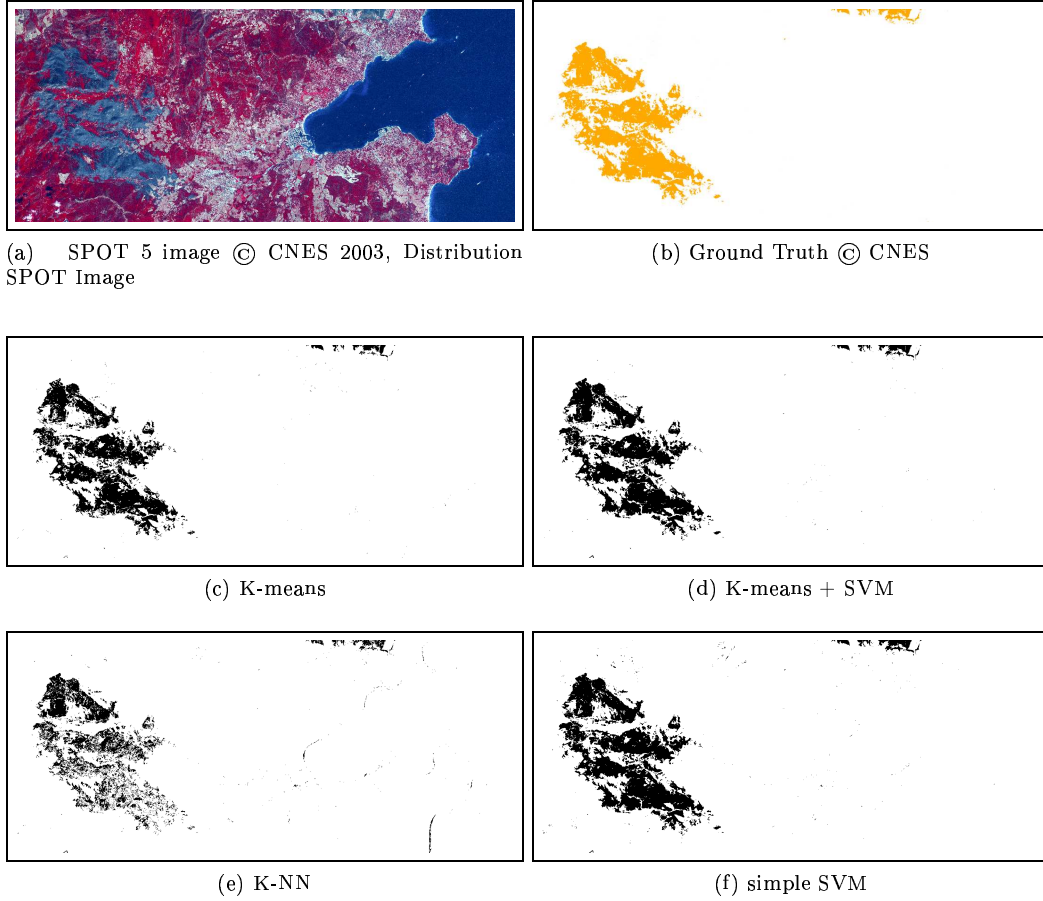 (a) SPOT 5 image © CNES 2003, Distribution
SPOT Image
(b) Ground Truth © CNES
(c) K-means
(d) K-means + SVM
(e) K-NN
(f) simple SVM